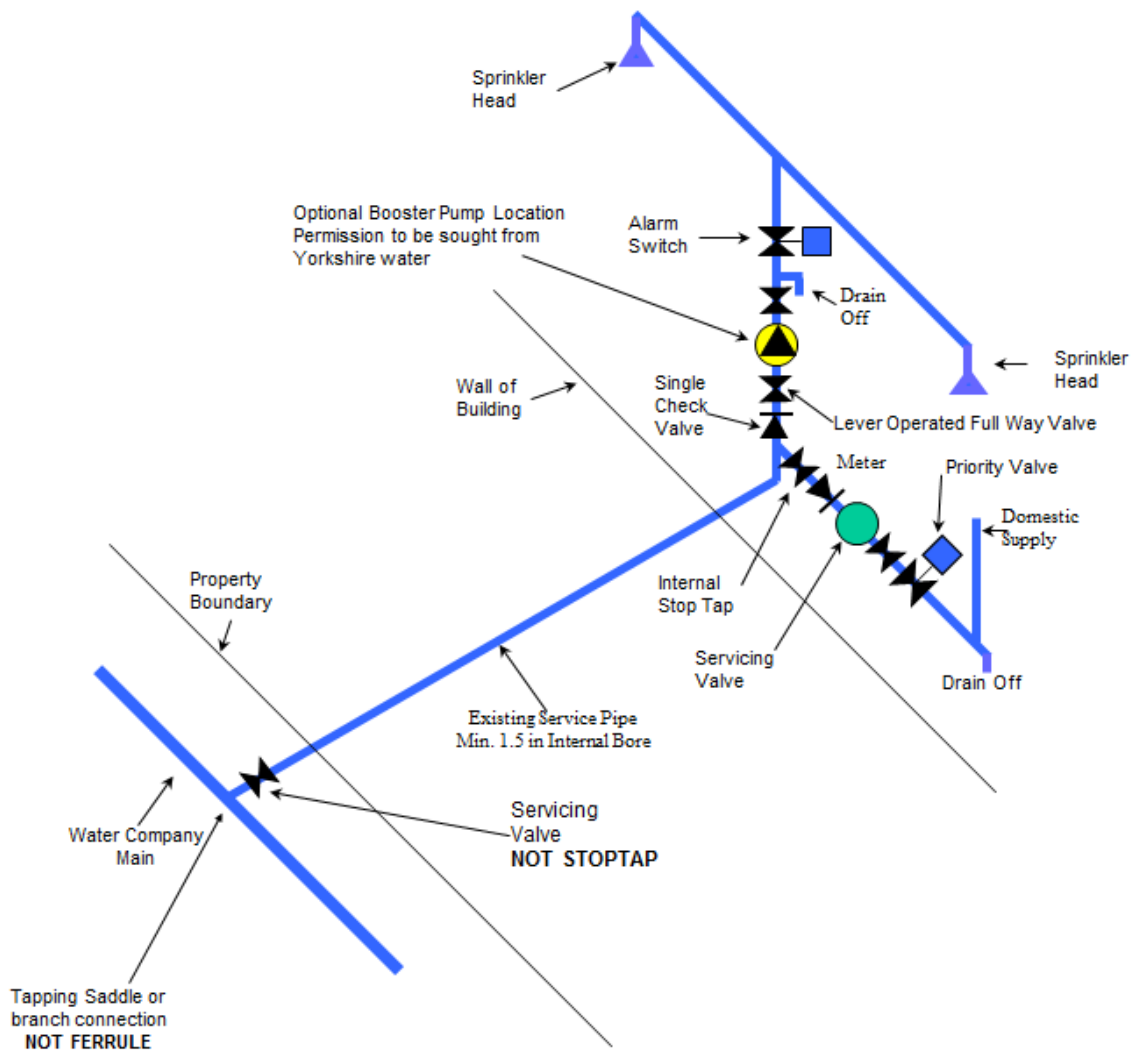 Sprinkler
Head
Optional Booster Pump Location
Permission to be sought from
Yorkshire water
Alarm
Switch
Drain
Off
Sprinkler
Head
Wall of
Building
Single
Check
Valve
Lever Operated Full Way Valve
Meter
Priority Valve
Domestic
Supply
Property
Boundary
Internal
Stop Tap
Servicing
Valve
Drain Off
Existing Service Pipe
Min. 1.5 in Internal Bore
Water Company
Main
Servicing
Valve
NOT STOPTAP
Tapping Saddle or
branch connection
NOT FERRULE